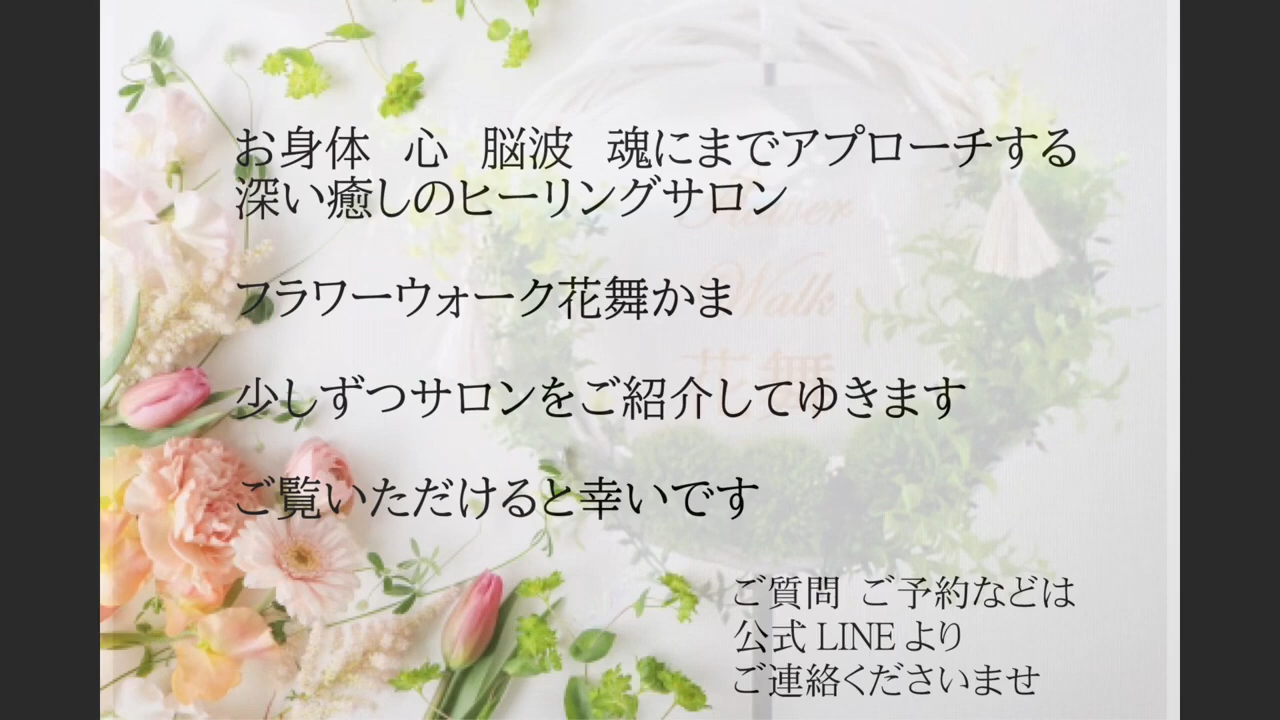 お身体　心　脳波　魂にまでアプローチする
深い癒しのヒーリングサロン
フラワーウォーク花舞かま
少しずつサロンをご紹介してゆきます
ご覧いただけると幸いです
ご質問 ご予約などは
公式 LINE より
ご連絡くださいませ
Flower
Walk
花舞